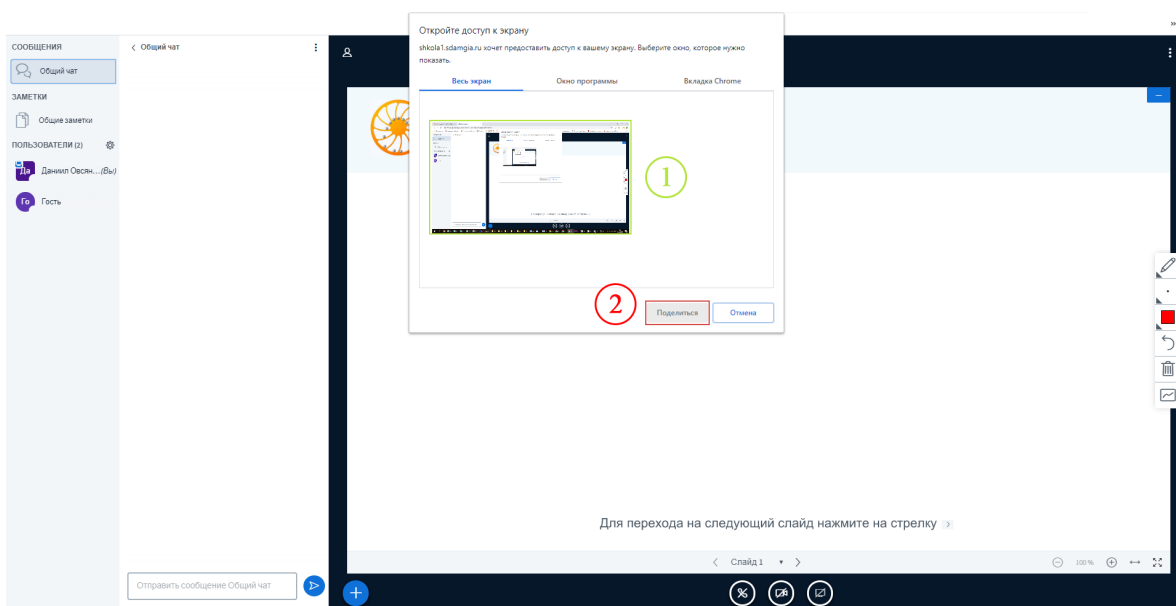 СООБЩЕНИЯ
Общий чат
ЗАМЕТКИ
Общие заметки
ПОЛЬЗОВАТЕЛИ (2)
Да
Даниил Овсян... (Вы)
Го
Гость
Общий чат
Отправить сообщение Общий чат
Откройте доступ к экрану
shkola1.sdamgia.ru хочет предоставить доступ к вашему экрану. Выберите окно, которое нужно
показать.
Весь экран Окно программы Вкладка Chrome
1
2
Поделиться Отмена
Для перехода на следующий слайд нажмите на стрелку
Слайд 1
100%